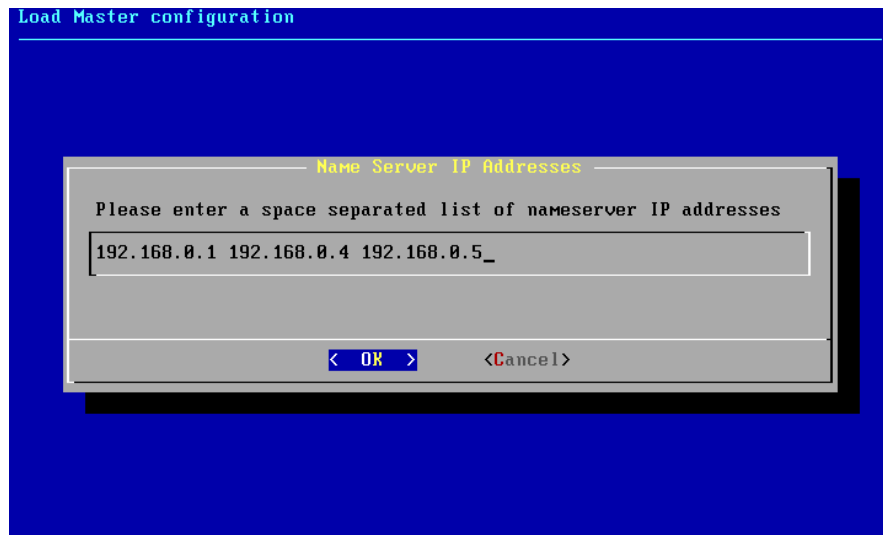 Load Master configuration
Name Server IP Addresses
Please enter a space separated list of nameserver IP addresses
192.168.0.1 192.168.0.4 192.168.0.5_
< OK > <Cancel>